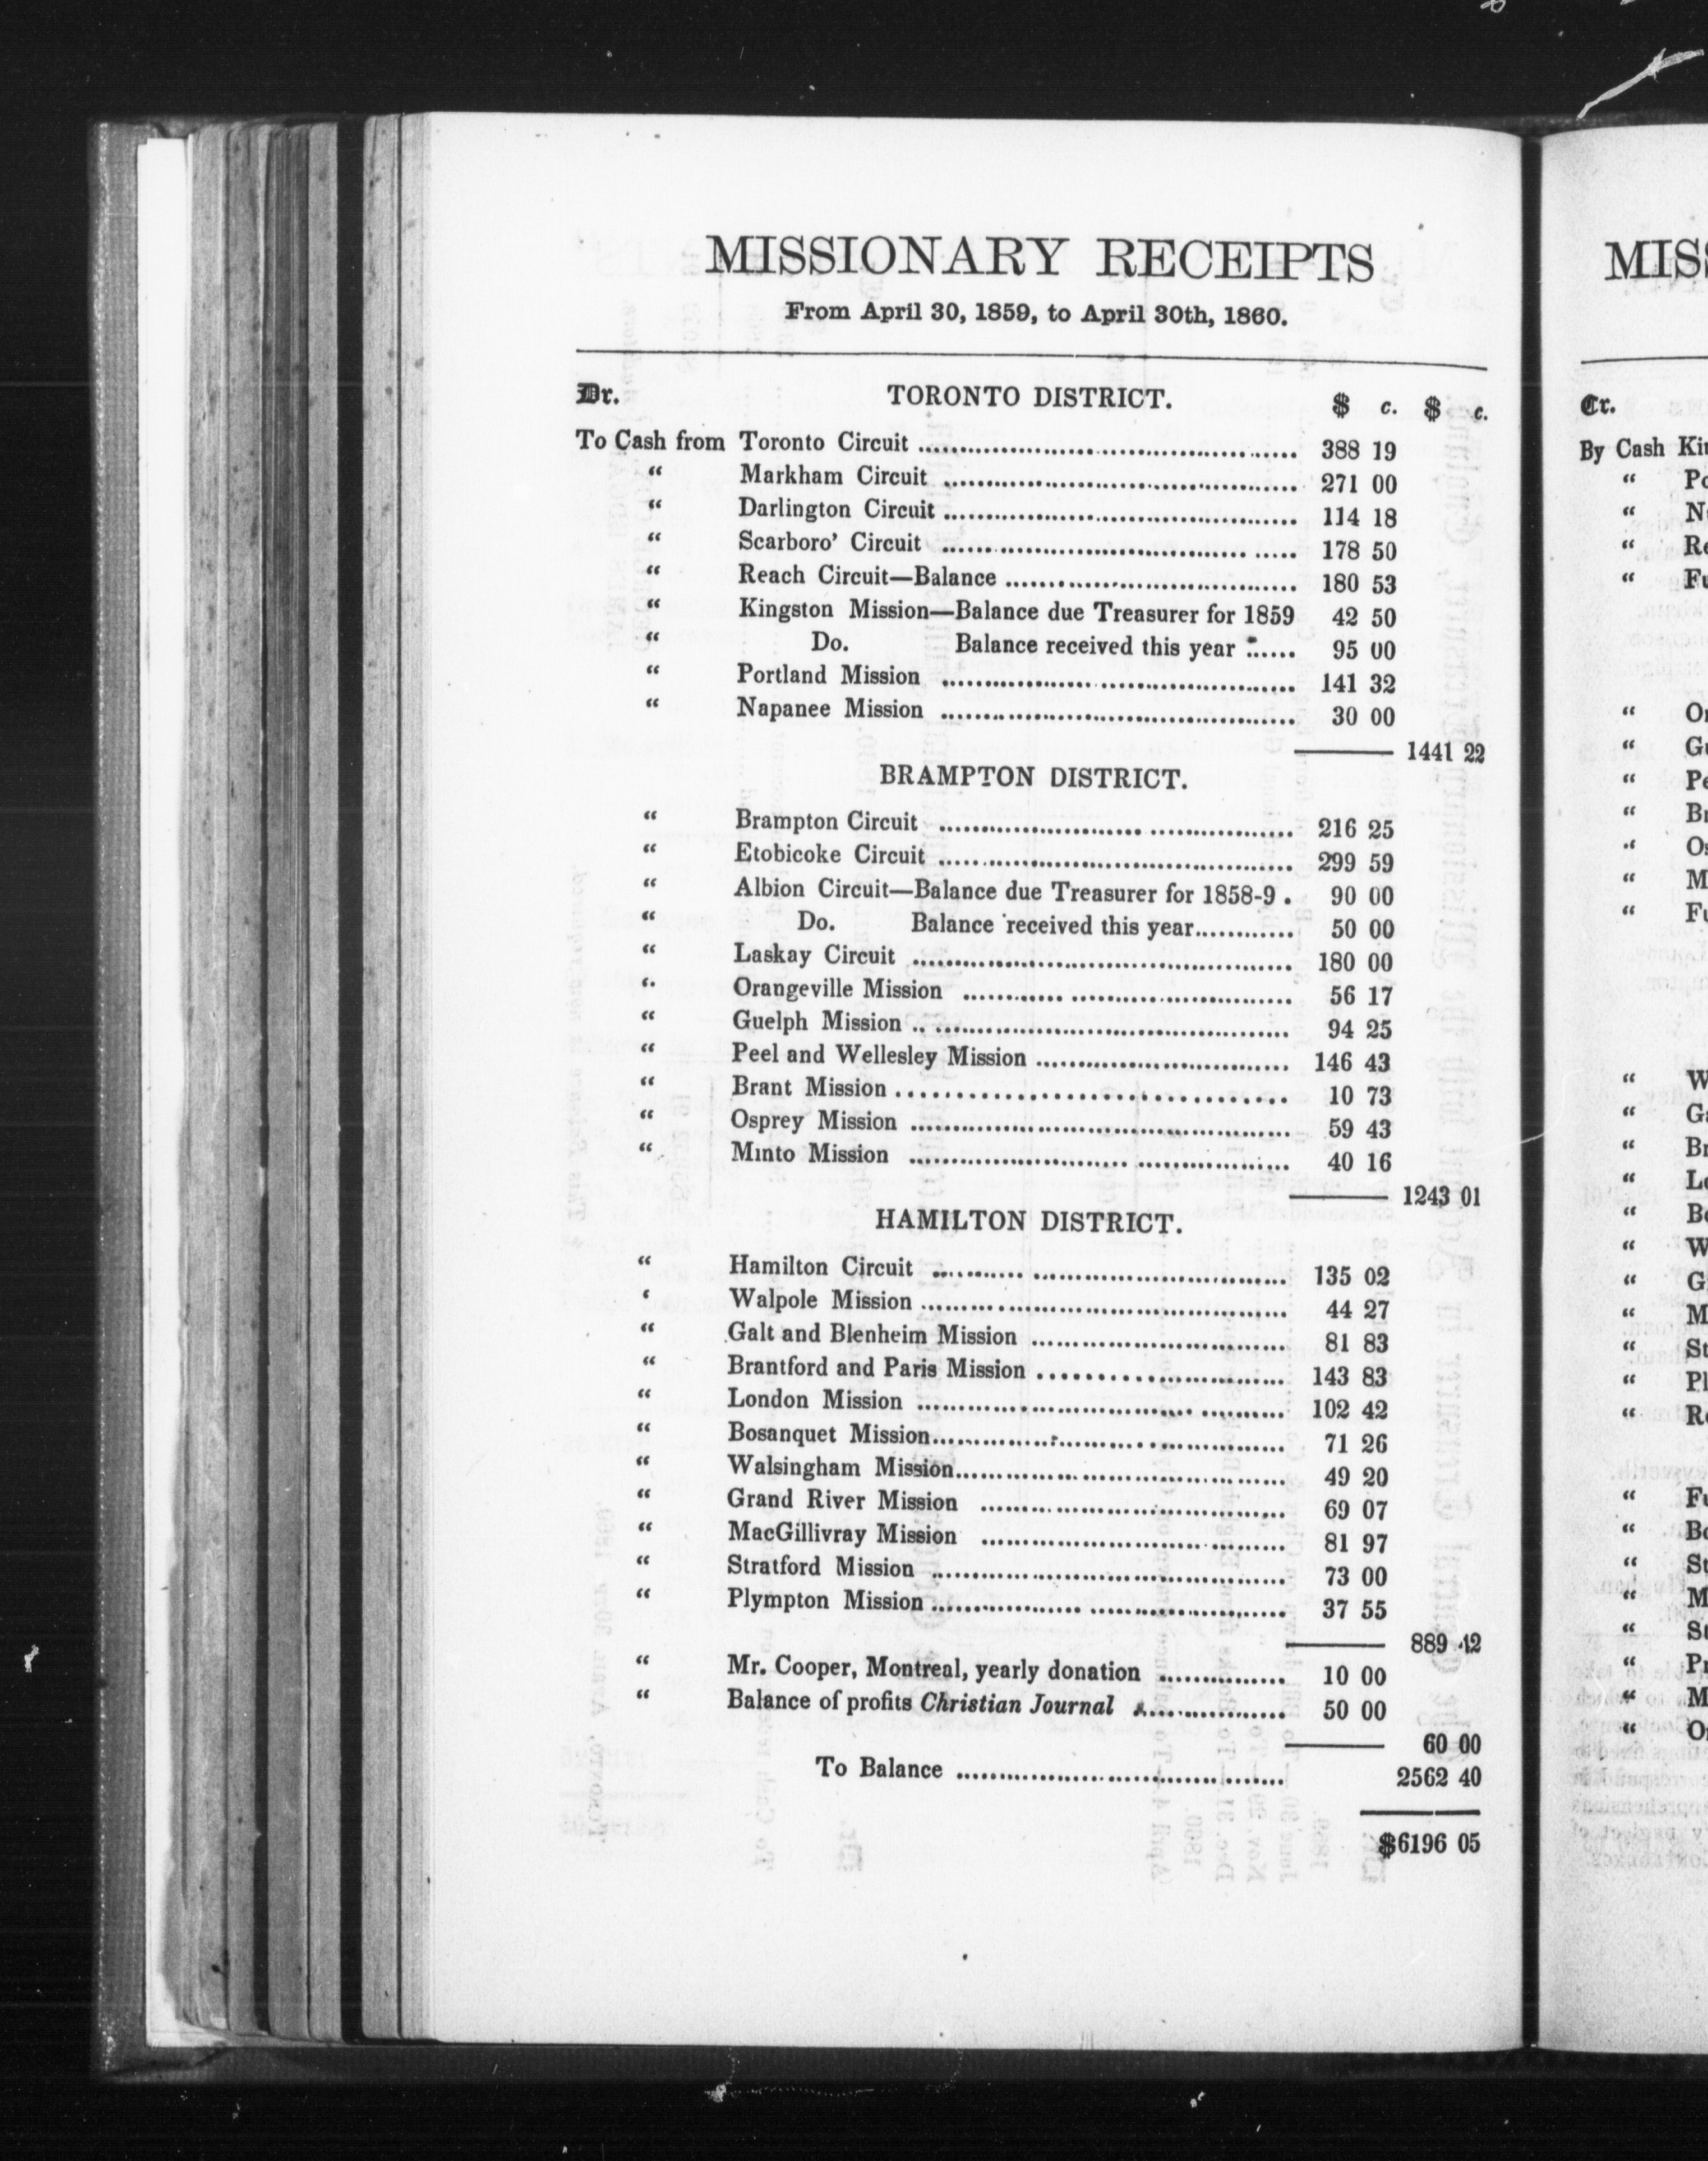 MISSIONARY RECEIPTS
From April 30, 1859, to April 30th, 1860.
Dr. TORONTO DISTRICT. $ c. $ c.
To Cash from Toronto Circuit ................ 388 19
“ Markham Circuit ................ 271 00
“ Darlington Circuit ................ 114 18
“ Scarboro’ Circuit ................ 178 50
“ Reach Circuit—Balance ................ 180 53
“ Kingston Mission—Balance due Treasurer for 1859 42 50
“ Do. Balance received this year ...... 95 00
“ Portland Mission ................ 141 32
“ Napanee Mission ................ 30 00
1441 22
BRAMPTON DISTRICT.
“ Brampton Circuit ................ 216 25
“ Etobicoke Circuit ................ 299 59
“ Albion Circuit—Balance due Treasurer for 1858-9 . 90 00
“ Do. Balance received this year............ 50 00
“ Laskay Circuit ................ 180 00
“ Orangeville Mission ................ 56 17
“ Guelph Mission ................ 94 25
“ Peel and Wellesley Mission ................ 146 43
“ Brant Mission ................ 10 73
“ Osprey Mission ................ 59 43
“ Minto Mission ................ 40 16
1243 01
HAMILTON DISTRICT.
“ Hamilton Circuit ................ 135 02
‘ Walpole Mission ................ 44 27
“ Galt and Blenheim Mission ................ 81 83
“ Brantford and Paris Mission ................ 143 83
“ London Mission ................ 102 42
“ Bosanquet Mission................ 71 26
“ Walsingham Mission................ 49 20
“ Grand River Mission ................ 69 07
“ MacGillivray Mission ................ 81 97
“ Stratford Mission ................ 73 00
“ Plympton Mission ................ 37 55
889 42
“ Mr. Cooper, Montreal, yearly donation ............... 10 00
“ Balance of profits Christian Journal ................ 50 00
60 00
To Balance ................ 2562 40
$6196 05
MISS
Cr.
By Cash